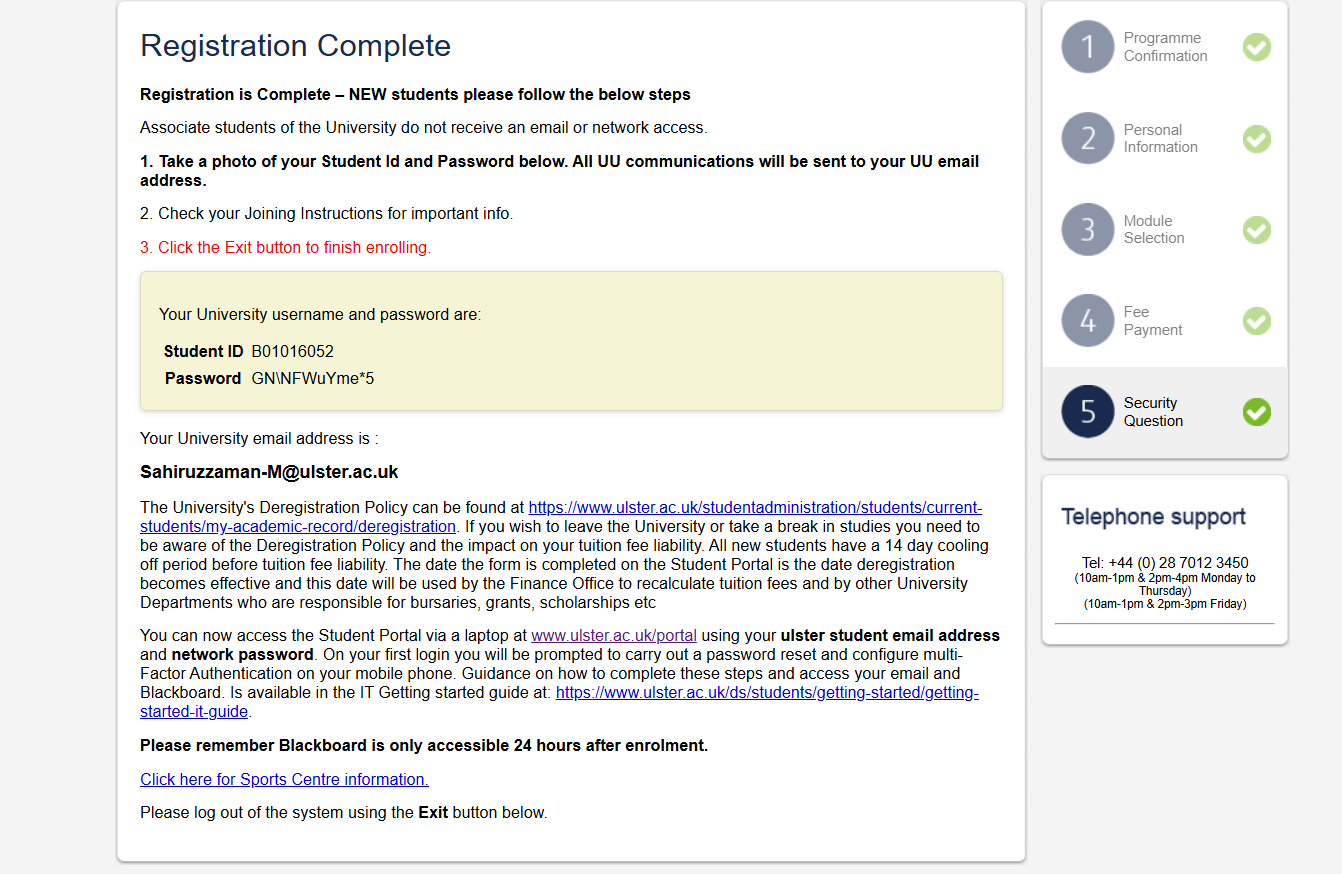 Registration Complete
Registration is Complete – NEW students please follow the below steps
Associate students of the University do not receive an email or network access.
1. Take a photo of your Student Id and Password below. All UU communications will be sent to your UU email
address.
2. Check your Joining Instructions for important info.
3. Click the Exit button to finish enrolling.
Your University username and password are:
Student ID B01016052
Password GN\NFWuYme*5
Your University email address is :
Sahiruzzaman-M@ulster.ac.uk
The University's Deregistration Policy can be found at https://www.ulster.ac.uk/studentadministration/students/current-
students/my-academic-record/deregistration. If you wish to leave the University or take a break in studies you need to
be aware of the Deregistration Policy and the impact on your tuition fee liability. All new students have a 14 day cooling
off period before tuition fee liability. The date the form is completed on the Student Portal is the date deregistration
becomes effective and this date will be used by the Finance Office to recalculate tuition fees and by other University
Departments who are responsible for bursaries, grants, scholarships etc
You can now access the Student Portal via a laptop at www.ulster.ac.uk/portal using your ulster student email address
and network password. On your first login you will be prompted to carry out a password reset and configure multi-
Factor Authentication on your mobile phone. Guidance on how to complete these steps and access your email and
Blackboard. Is available in the IT Getting started guide at: https://www.ulster.ac.uk/ds/students/getting-started/getting-
started-it-guide.
Please remember Blackboard is only accessible 24 hours after enrolment.
Click here for Sports Centre information.
Please log out of the system using the Exit button below.
1 Programme
Confirmation
2 Personal
Information
3 Module
Selection
4 Fee
Payment
5 Security
Question
Telephone support
Tel: +44 (0) 28 7012 3450
(10am-1pm & 2pm-4pm Monday to
Thursday)
(10am-1pm & 2pm-3pm Friday)